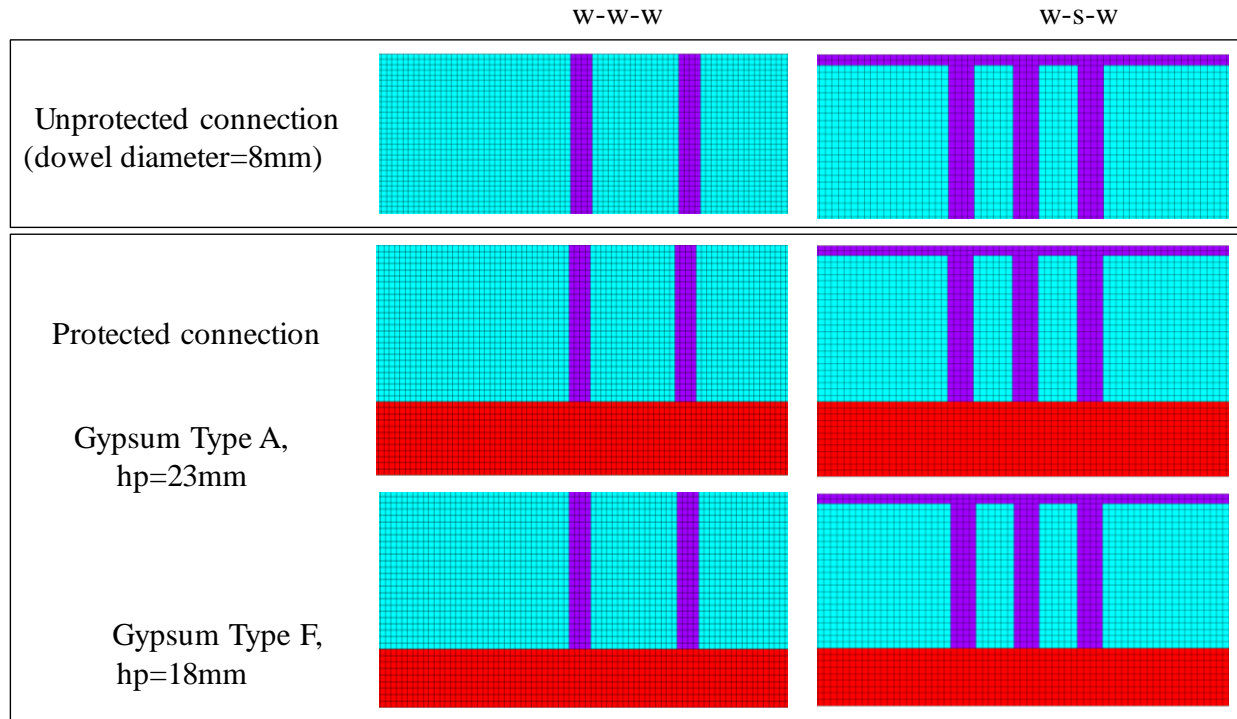 w-w-w
w-s-w
Unprotected connection
(dowel diameter=8mm)
Protected connection
Gypsum Type A,
hp=23mm
Gypsum Type F,
hp=18mm